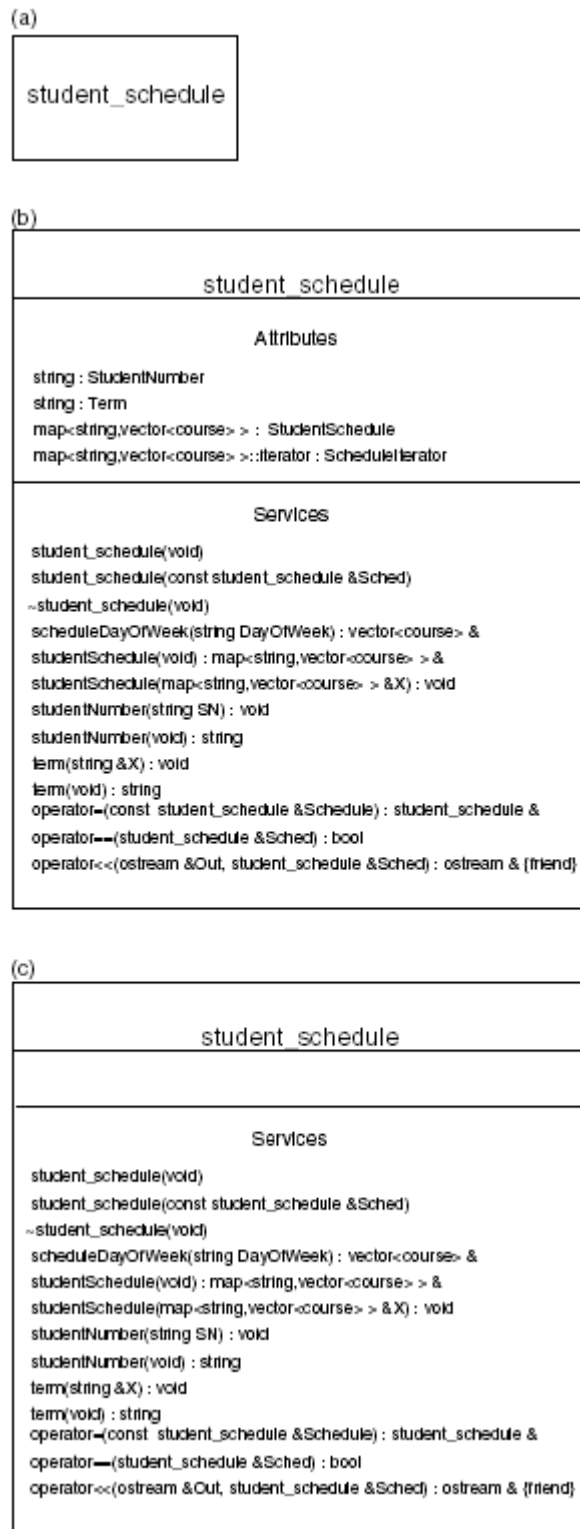 (a)
student_schedule
(b)
student_schedule
Attributes
string : StudentNumber
string : Term
map<string,vector<course> > : StudentSchedule
map<string,vector<course> >::iterator : ScheduleIterator
Services
student_schedule(void)
student_schedule(const student_schedule &Sched)
~student_schedule(void)
scheduleDayOfWeek(string DayOfWeek) : vector<course> &
studentSchedule(void) : map<string,vector<course> > &
studentSchedule(map<string,vector<course> > &X) : void
studentNumber(string SN) : void
studentNumber(void) : string
term(string &X) : void
term(void) : string
operator=(const student_schedule &Schedule) : student_schedule &
operator==(student_schedule &Sched) : bool
operator<<(ostream &Out, student_schedule &Sched) : ostream & {friend}
(c)
student_schedule
Services
student_schedule(void)
student_schedule(const student_schedule &Sched)
~student_schedule(void)
scheduleDayOfWeek(string DayOfWeek) : vector<course> &
studentSchedule(void) : map<string,vector<course> > &
studentSchedule(map<string,vector<course> > &X) : void
studentNumber(string SN) : void
studentNumber(void) : string
term(string &X) : void
term(void) : string
operator=(const student_schedule &Schedule) : student_schedule &
operator==(student_schedule &Sched) : bool
operator<<(ostream &Out, student_schedule &Sched) : ostream & {friend}